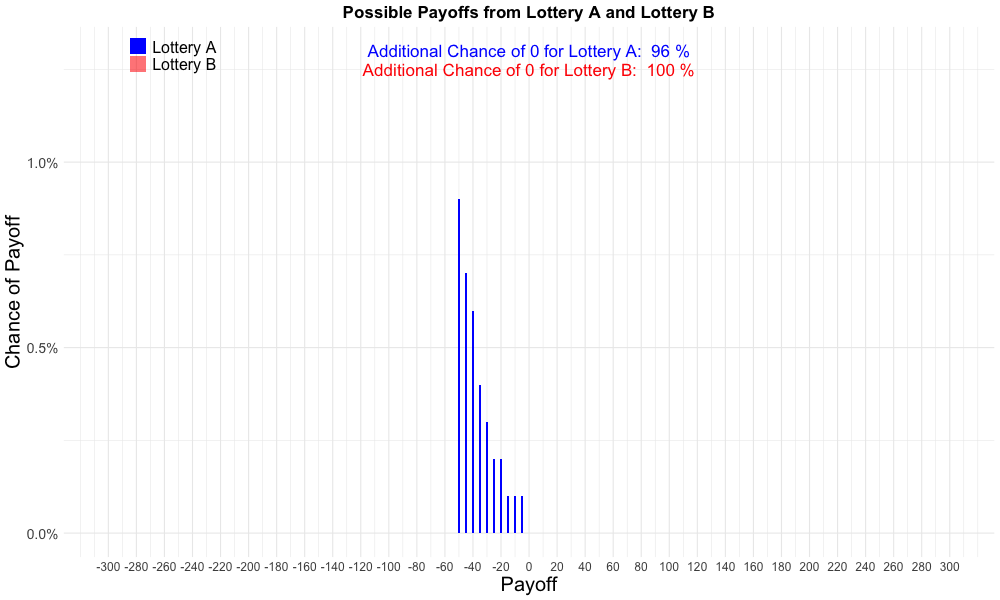 Possible Payoffs from Lottery A and Lottery B
Lottery A
Lottery B
Additional Chance of 0 for Lottery A:  96 %
Additional Chance of 0 for Lottery B:  100 %
Chance of Payoff
1.0%
0.5%
0.0%
-300 -280 -260 -240 -220 -200 -180 -160 -140 -120 -100 -80 -60 -40 -20 0 20 40 60 80 100 120 140 160 180 200 220 240 260 280 300
Payoff